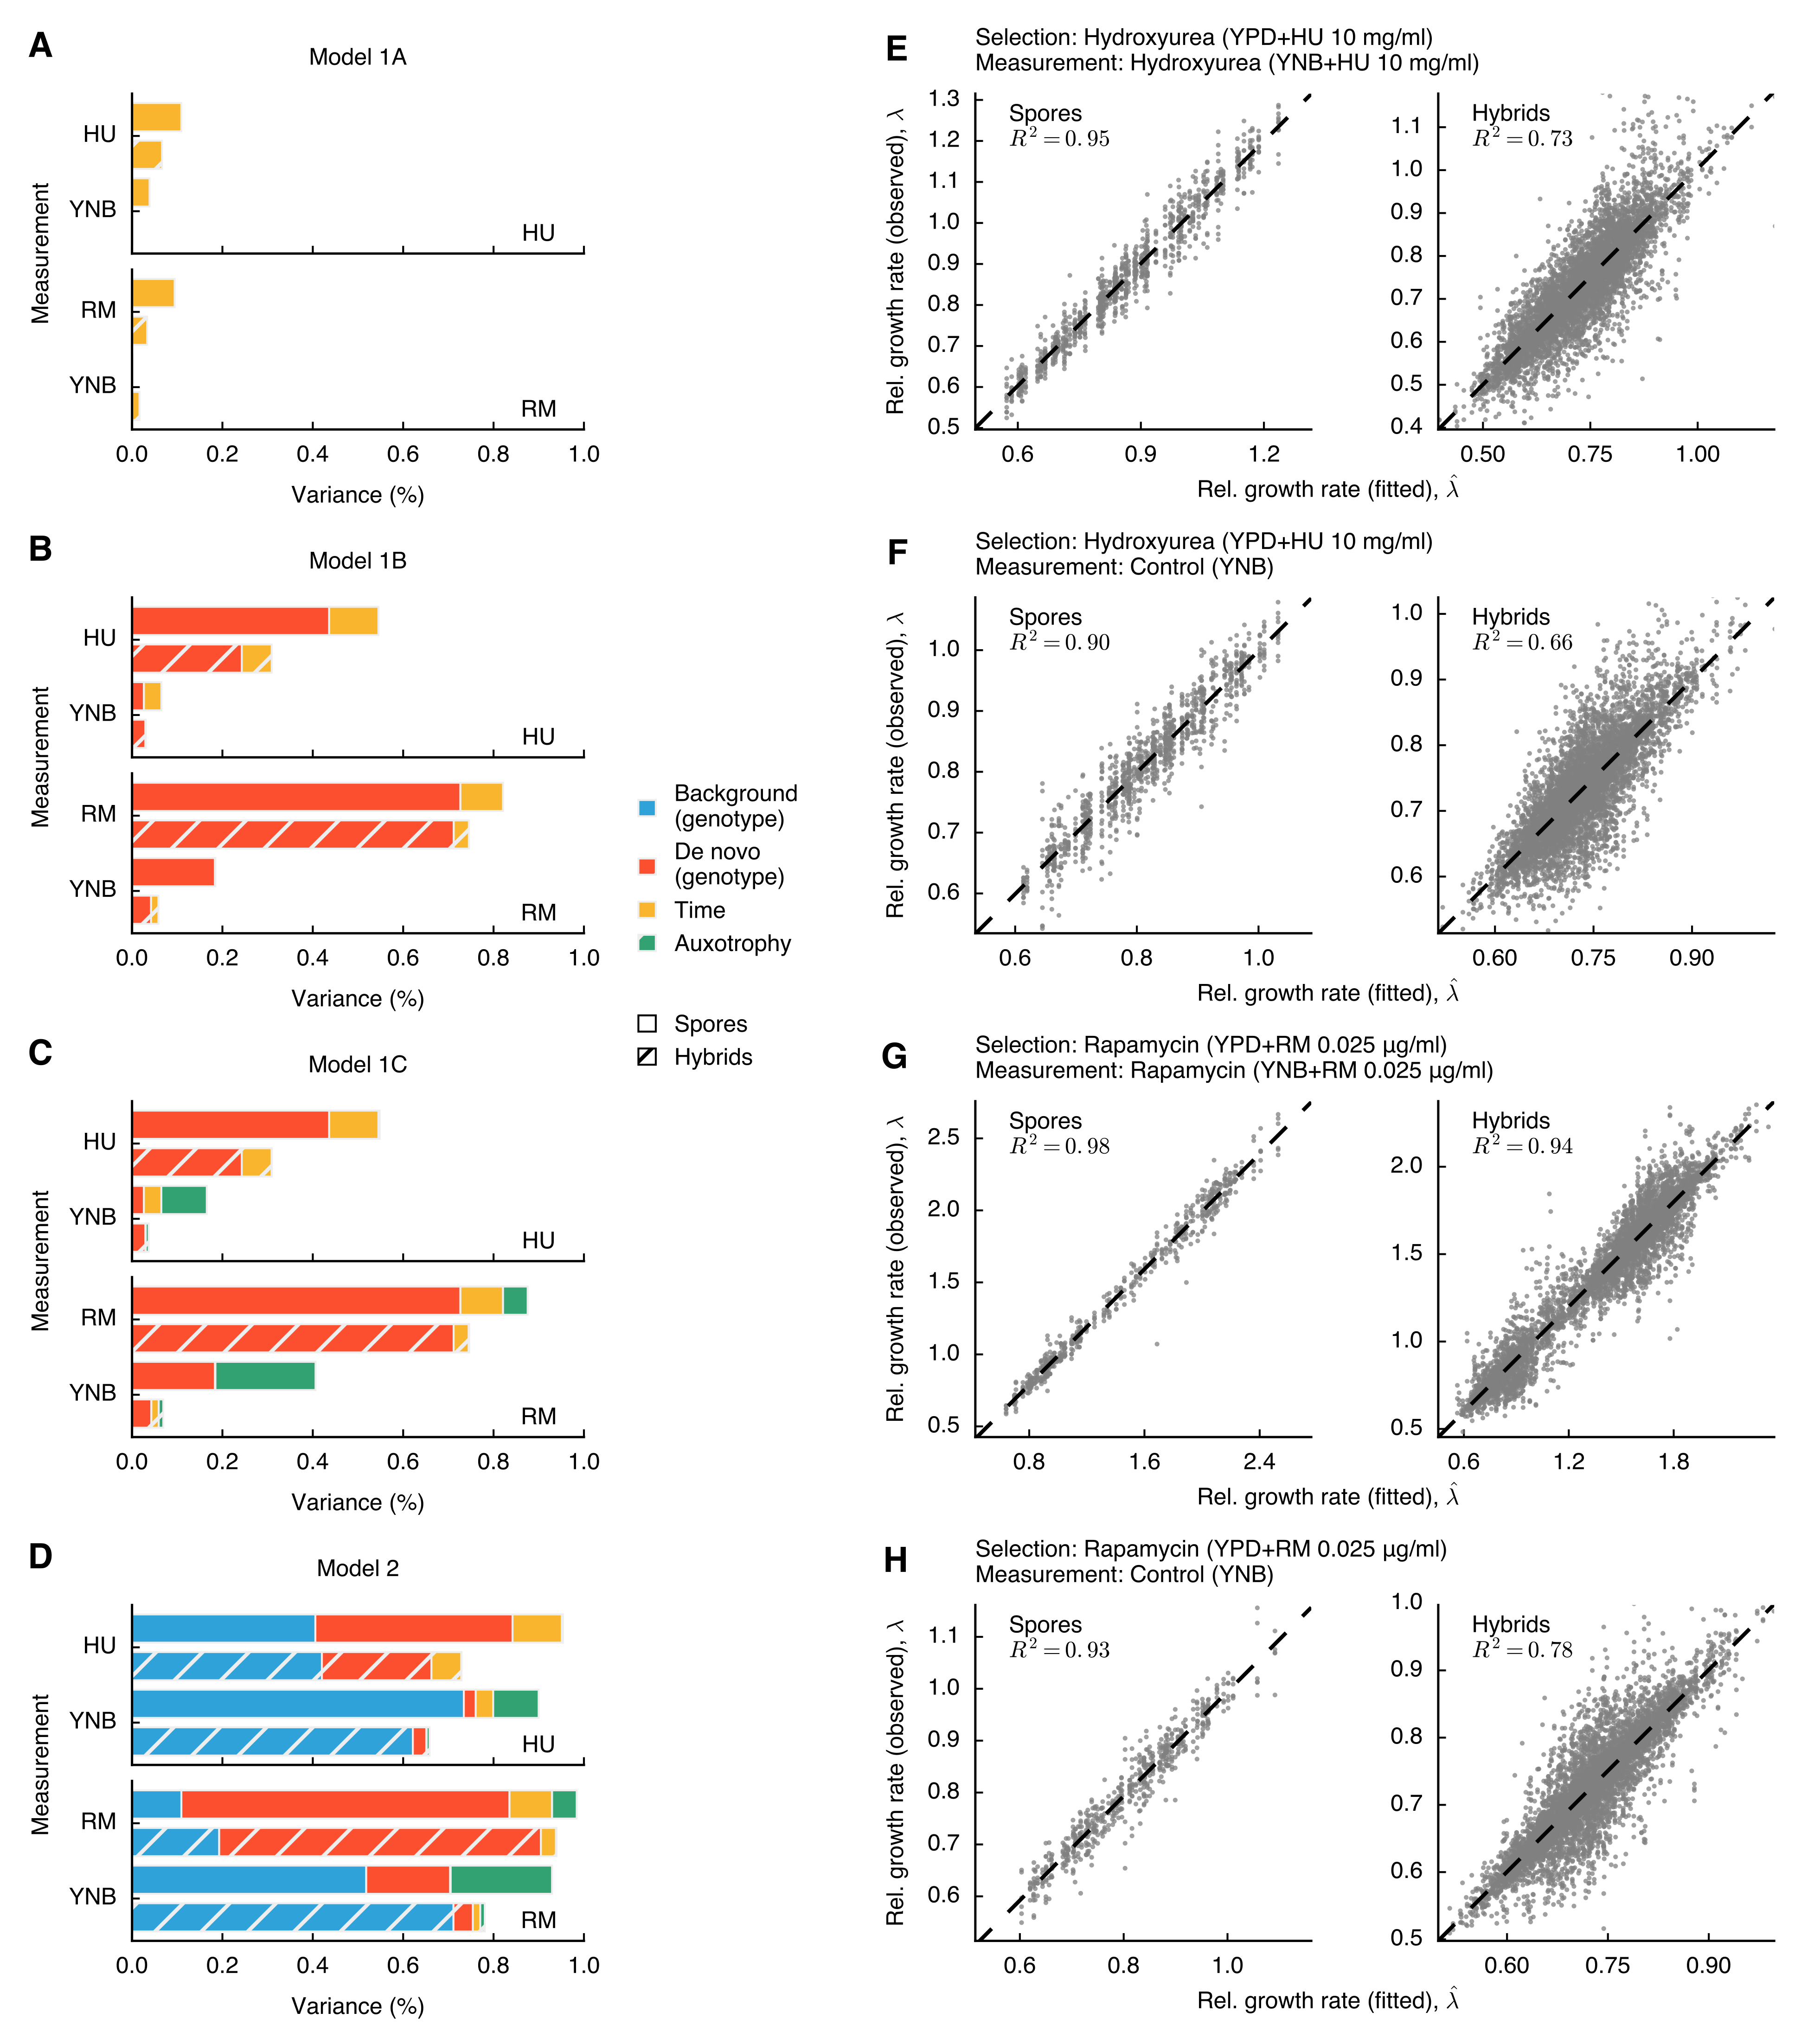 A
Model 1A
Measurement
HU
YNB
HU
RM
YNB
RM
0.0 0.2 0.4 0.6 0.8 1.0
Variance (%)
B
Model 1B
Measurement Measurement
HU
YNB
HU
RM
YNB
RM
0.0 0.2 0.4 0.6 0.8 1.0
Variance (%)
Background
(genotype)
De novo
(genotype)
Time
Auxotrophy
Spores
Hybrids
C
Model 1C
Measurement Measurement
HU
YNB
HU
RM
YNB
RM
0.0 0.2 0.4 0.6 0.8 1.0
Variance (%)
D
Model 2
Measurement Measurement
HU
YNB
HU
RM
YNB
RM
0.0 0.2 0.4 0.6 0.8 1.0
Variance (%)
E
Selection: Hydroxyurea (YPD+HU 10 mg/ml)
Measurement: Hydroxyurea (YNB+HU 10 mg/ml)
Rel. growth rate (observed), λ
1.3
1.2
1.1
1.0
0.9
0.8
0.7
0.6
0.5
Spores
R² = 0.95
0.6 0.9 1.2
1.1
1.0
0.9
0.8
0.7
0.6
0.5
0.4
Hybrids
R² = 0.73
0.50 0.75 1.00
Rel. growth rate (fitted), λ̂
F
Selection: Hydroxyurea (YPD+HU 10 mg/ml)
Measurement: Control (YNB)
Rel. growth rate (observed), λ
1.0
0.9
0.8
0.7
0.6
Spores
R² = 0.90
0.6 0.8 1.0
1.0
0.9
0.8
0.7
0.6
Hybrids
R² = 0.66
0.60 0.75 0.90
Rel. growth rate (fitted), λ̂
G
Selection: Rapamycin (YPD+RM 0.025 µg/ml)
Measurement: Rapamycin (YNB+RM 0.025 µg/ml)
Rel. growth rate (observed), λ
2.5
2.0
1.5
1.0
0.5
Spores
R² = 0.98
0.8 1.6 2.4
2.0
1.5
1.0
0.5
Hybrids
R² = 0.94
0.6 1.2 1.8
Rel. growth rate (fitted), λ̂
H
Selection: Rapamycin (YPD+RM 0.025 µg/ml)
Measurement: Control (YNB)
Rel. growth rate (observed), λ
1.1
1.0
0.9
0.8
0.7
0.6
Spores
R² = 0.93
0.6 0.8 1.0
1.0
0.9
0.8
0.7
0.6
0.5
Hybrids
R² = 0.78
0.60 0.75 0.90
Rel. growth rate (fitted), λ̂